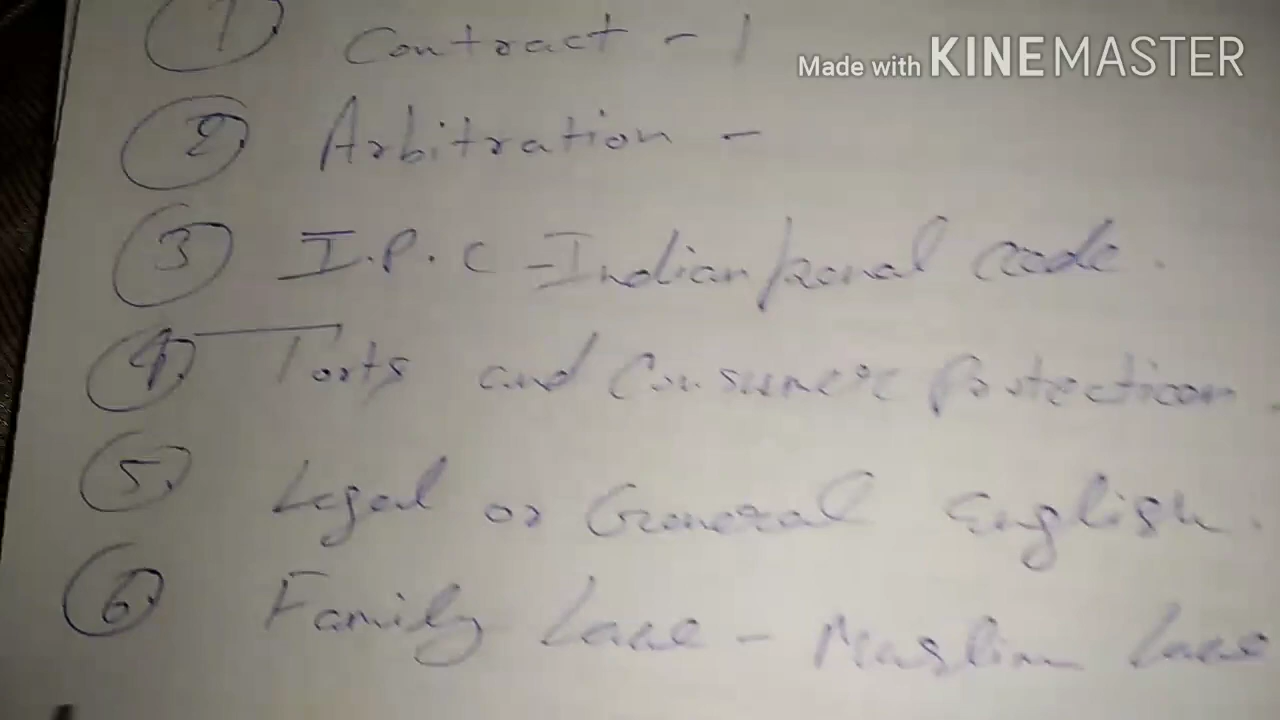 ① Contract - 1
Made with KINEMASTER
② Arbitration -
③ I.P.C - Indian penal code.
④ Torts and Consumer Protection
⑤ Legal or General English.
⑥ Family Law - Muslim Law